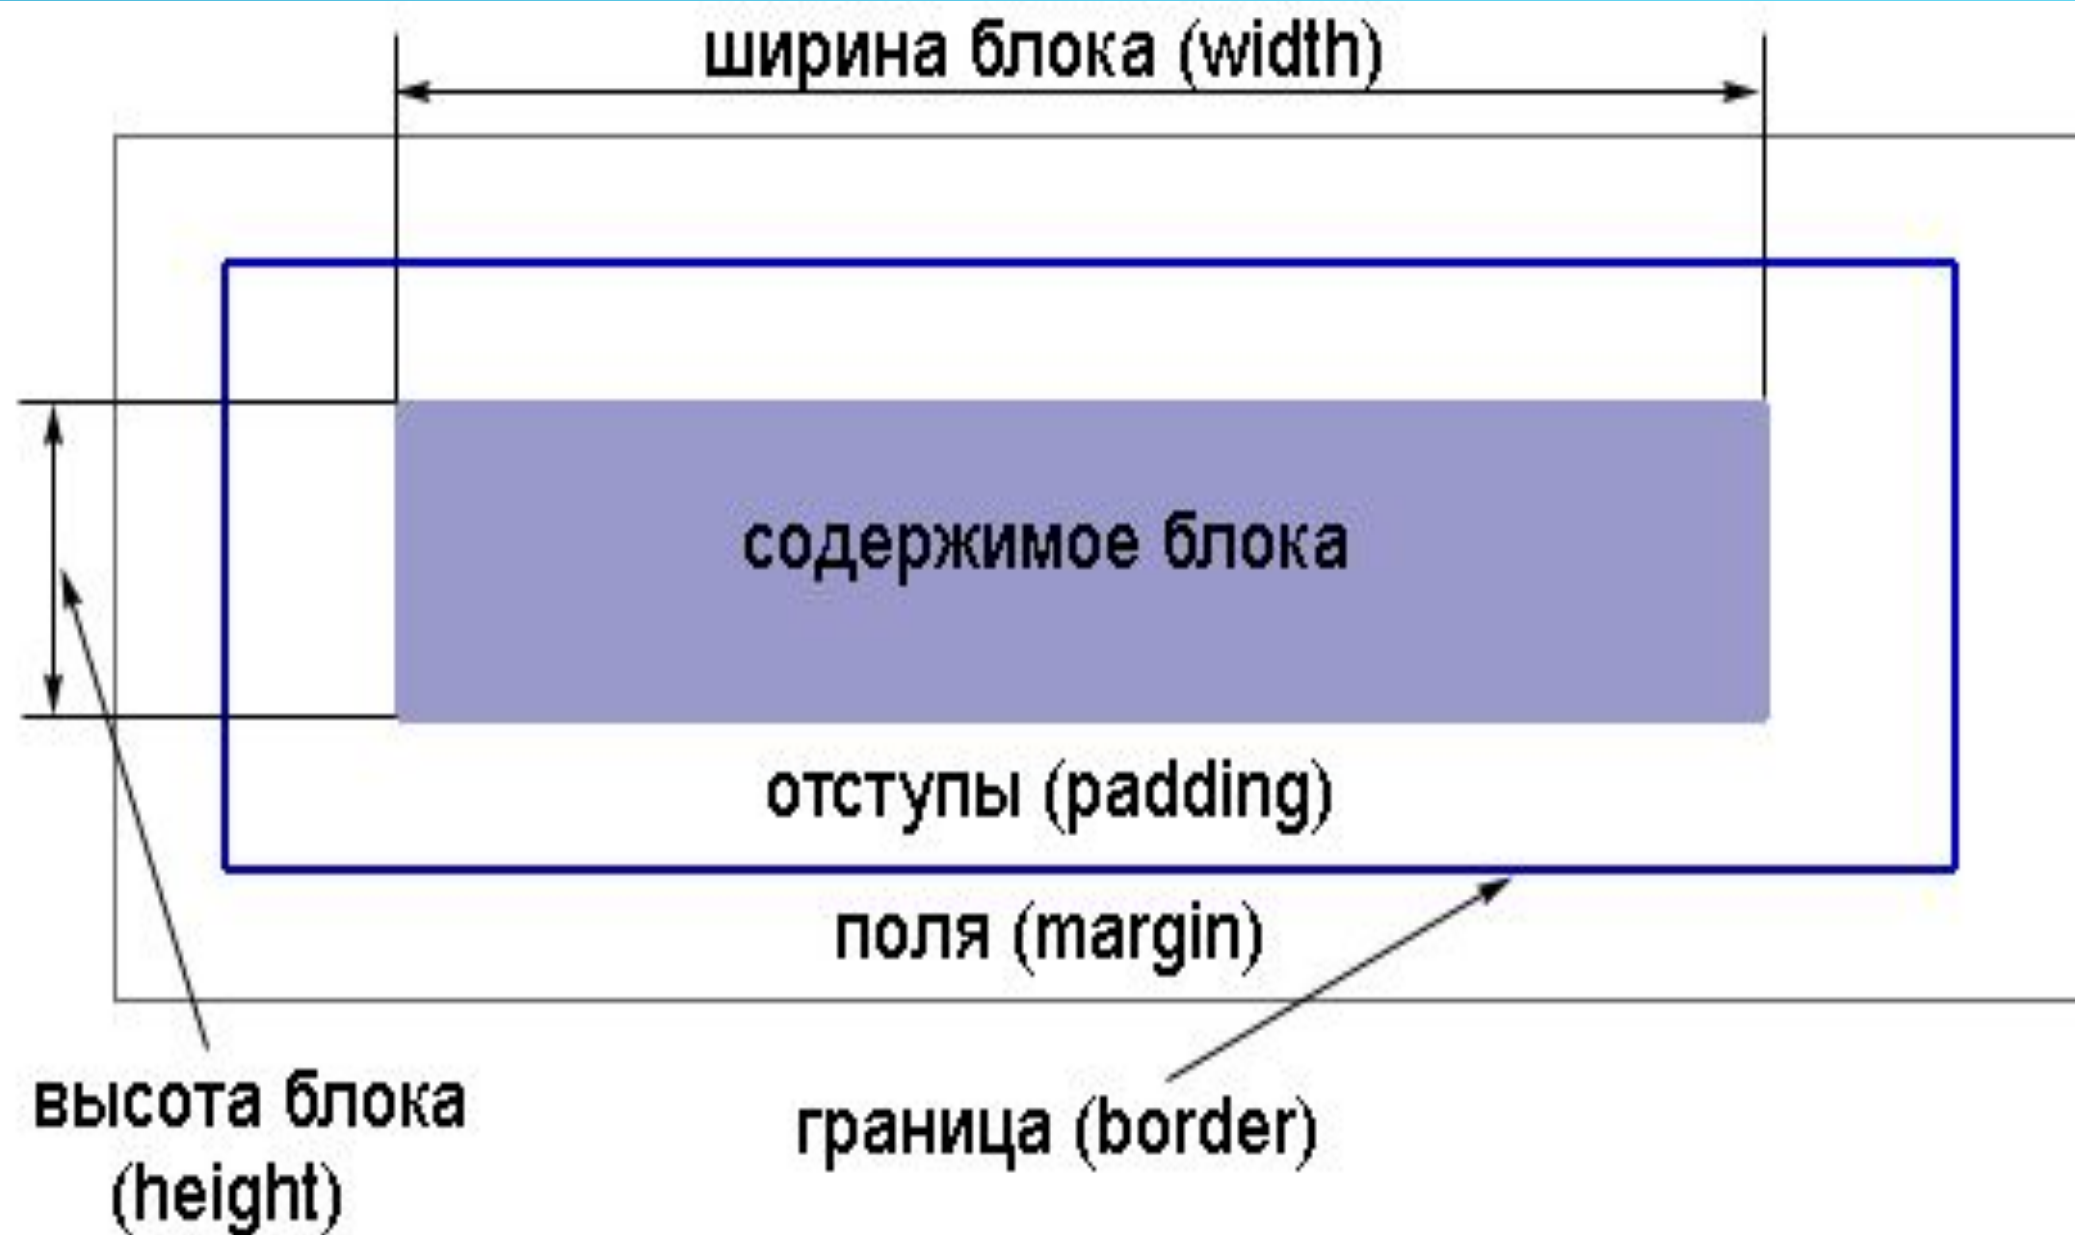 ширина блока (width)
содержимое блока
отступы (padding)
поля (margin)
высота блока
(height)
граница (border)